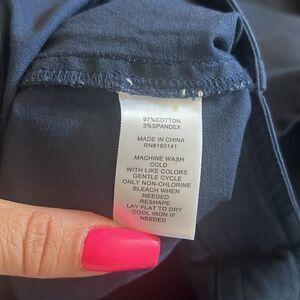 97%COTTON
3%SPANDEX
MADE IN CHINA
RN#160141
MACHINE WASH
COLD
WITH LIKE COLORS
GENTLE CYCLE
ONLY NON-CHLORINE
BLEACH WHEN
NEEDED
RESHAPE
LAY FLAT TO DRY
COOL IRON IF
NEEDED